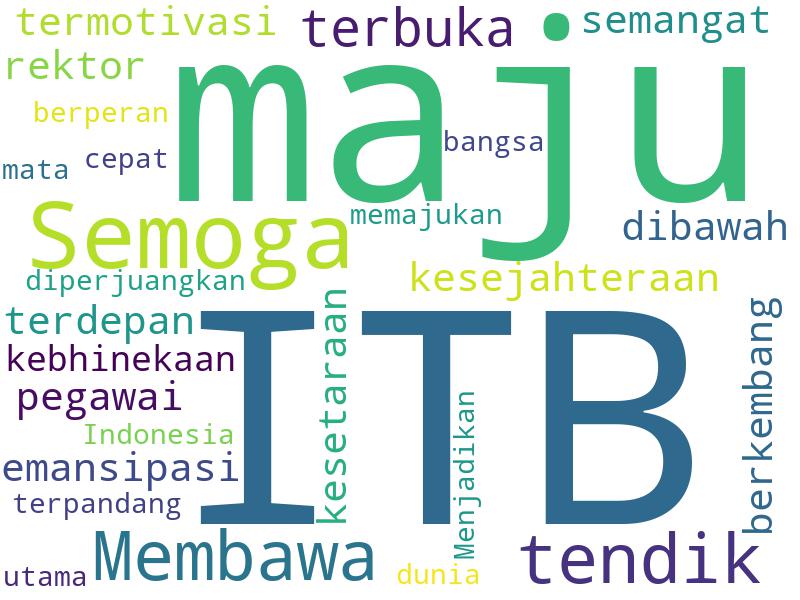 termotivasi
terbuka
semangat
rektor
maju
berperan
bangsa
cepat
mata
Semoga
memajukan
dibawah
diperjuangkan
kesejahteraan
terdepan
ITB
kesetaraan
berkembang
kebhinekaan
pegawai
Menjadikan
Indonesia
emansipasi
terpandang
Membawa
tendik
utama
dunia